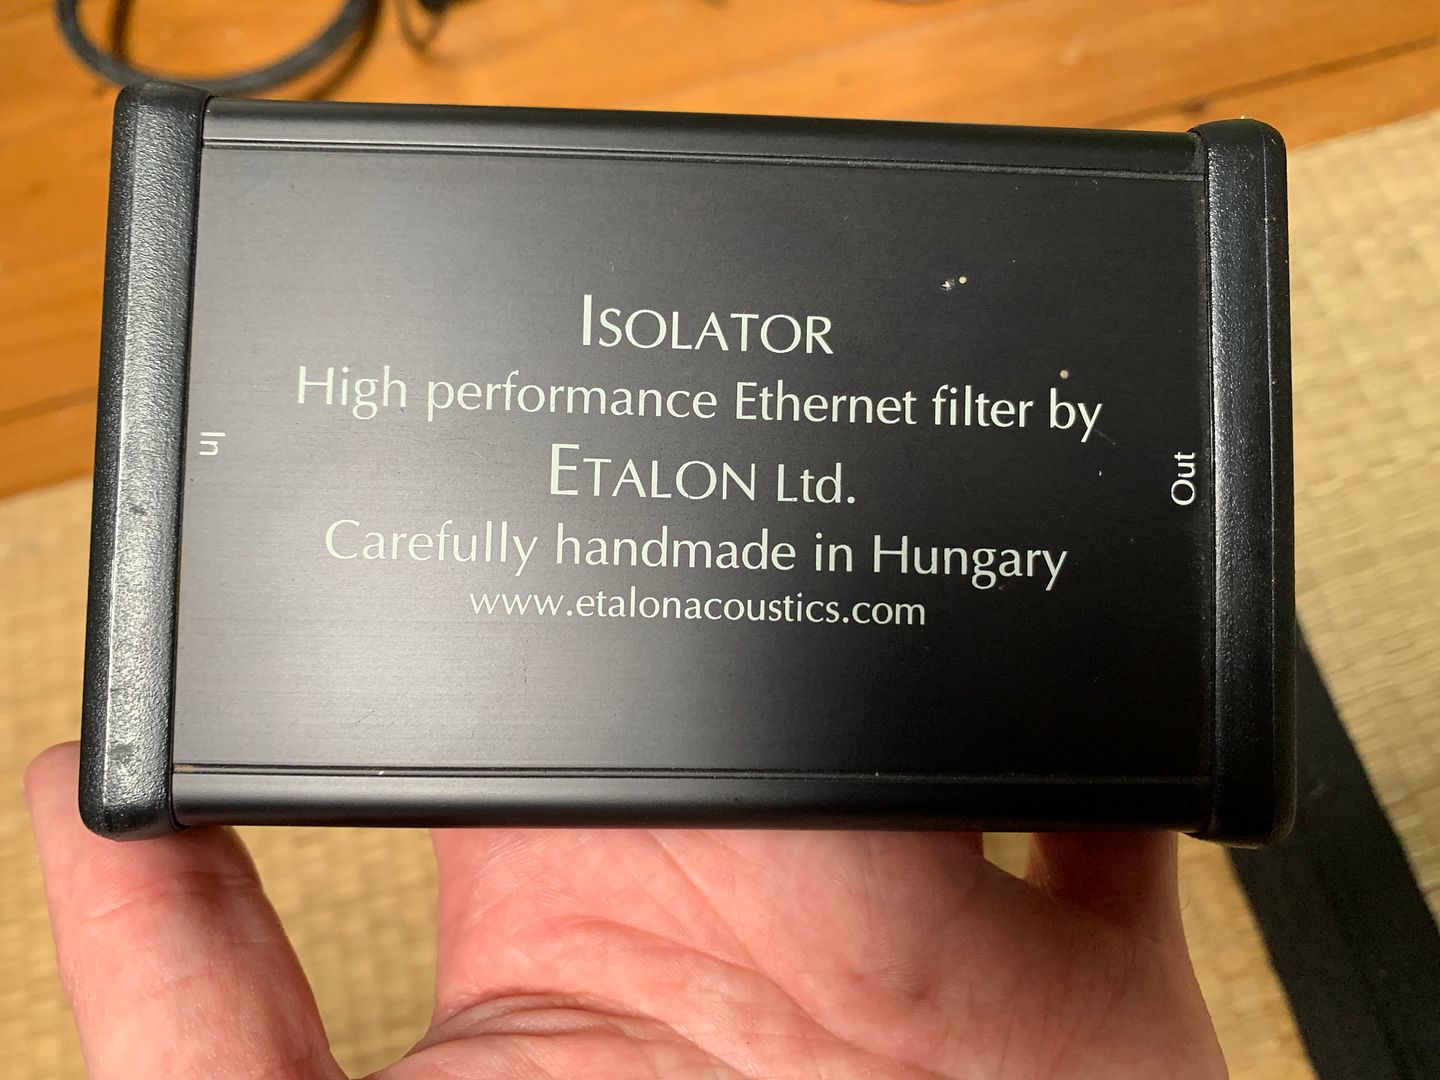 ISOLATOR
High performance Ethernet filter by
ETALON Ltd.
Carefully handmade in Hungary
www.etalonacoustics.com
In
Out